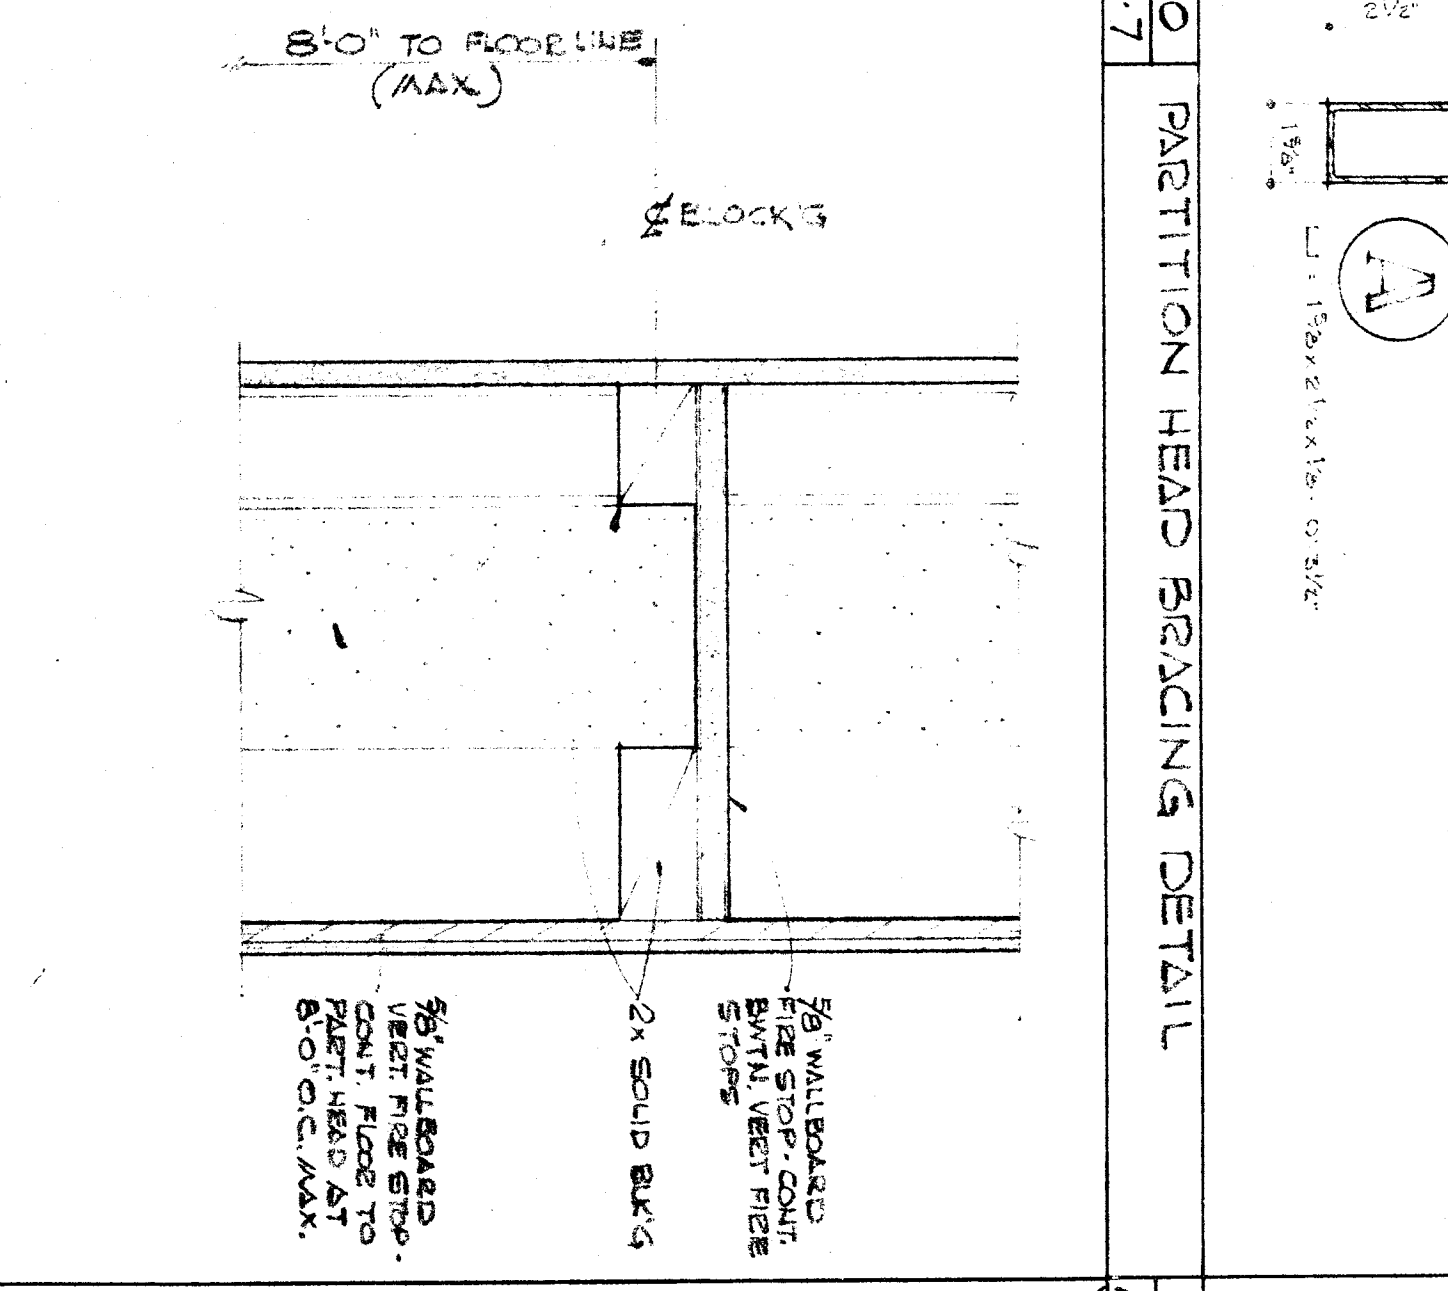 8'-0" TO FLOOR LINE
(MAX.)
℄ BLOCK'G
5/8" WALLBOARD
FIRE STOP - CONT.
BWTN. VERT FIRE
STOPS
2x SOLID BLK'G
5/8" WALLBOARD
VERT. FIRE STOP -
CONT. FLOOR TO
PART. HEAD AT
8'-0" O.C. MAX.
PARTITION HEAD BRACING DETAIL
2 1/2"
1 5/8"
A